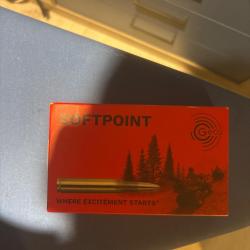 SOFTPOINT
G
WHERE EXCITEMENT STARTS